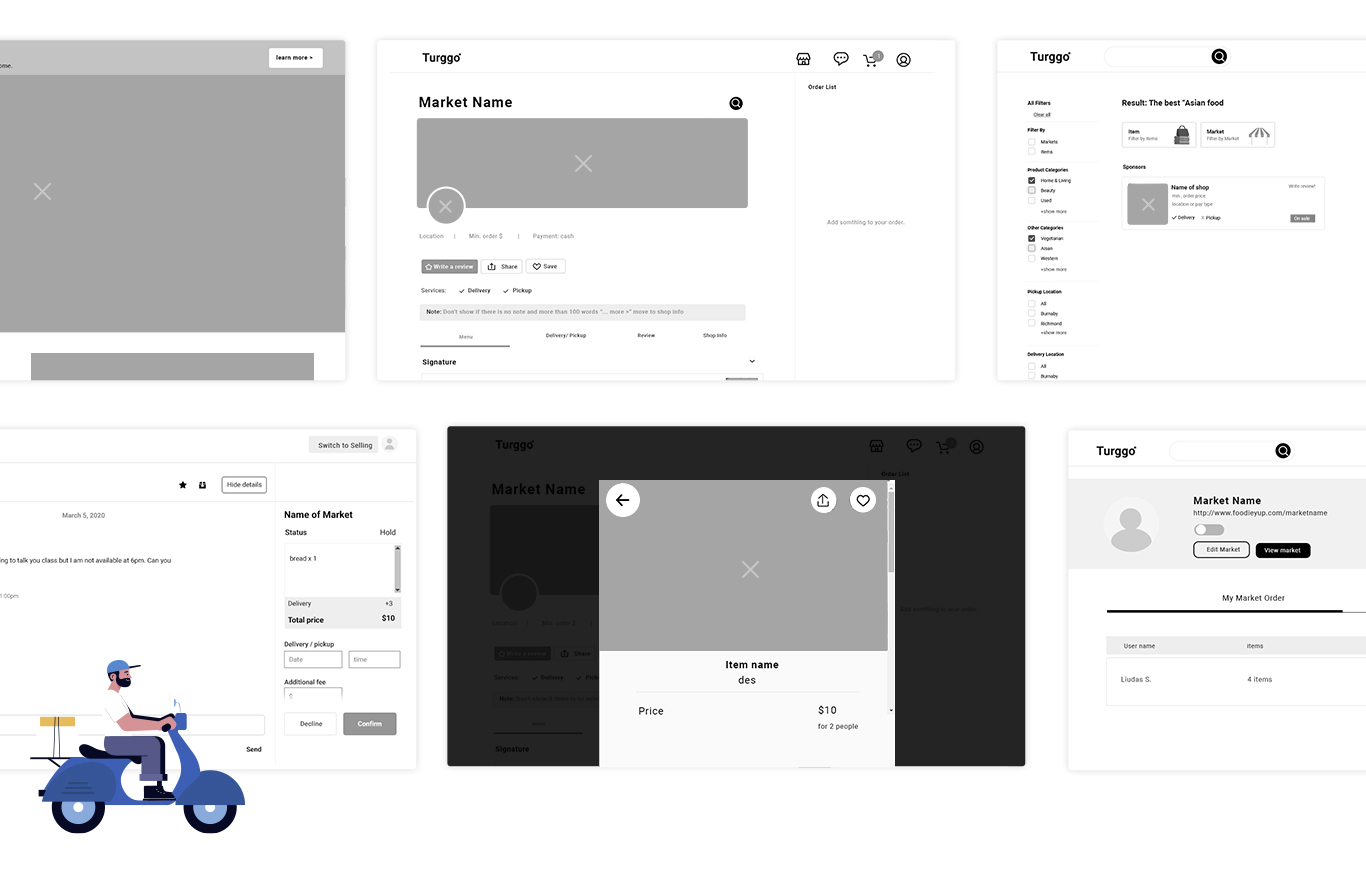 learn more >
ome.
Turggo
1
Market Name
Order List
Location | Min. order $ | Payment: cash
Add somthing to your order.
Write a review
Share
Save
Services:
Delivery
Pickup
Note: Don't show if there is no note and more than 100 words "... more >" move to shop info
Menu
Delivery/ Pickup
Review
Shop Info
Signature
Turggo
All Filters
Clear all
Filter By
Markets
Items
Product Categories
Home & Living
Beauty
Used
+show more
Other Categories
Vegetarian
Aisan
Western
+show more
Pickup Location
All
Burnaby
Richmond
+show more
Delivery Location
All
Burnaby
Result: The best "Asian food
Item
Filter by items
Market
Filter by Market
Sponsors
Name of shop
Write review!
min, order price
location or pay type
Delivery
Pickup
On sale
Switch to Selling
Hide details
March 5, 2020
ng to talk you class but I am not available at 6pm. Can you
1:00pm
Send
Name of Market
Status Hold
bread x 1
Delivery +3
Total price $10
Delivery / pickup
Date
time
Additional fee
$
Decline
Confirm
Turggo
Order List
Market Name
Add somthing to your order.
Write a review
Share
Services:
Delivery
Signature
Item name
des
Price $10
for 2 people
Turggo
Market Name
http://www.foodieyup.com/marketname
Edit Market
View market
My Market Order
User name items
Liudas S. 4 items